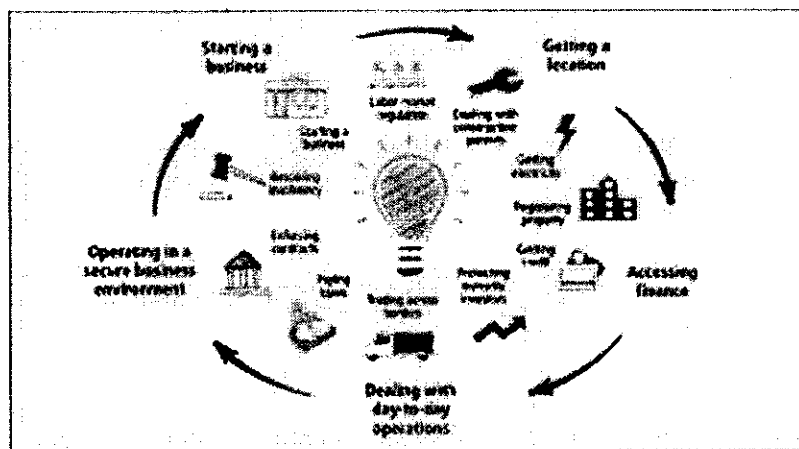 Starting a
business
Getting a
location
Labor market
regulation
Dealing with
construction
permits
Starting a
business
Getting
electricity
Resolving
insolvency
Registering
property
Operating in a
secure business
environment
Enforcing
contracts
Getting
credit
Accessing
finance
Paying
taxes
Trading across
borders
Protecting
minority
investors
Dealing with
day-to-day
operations